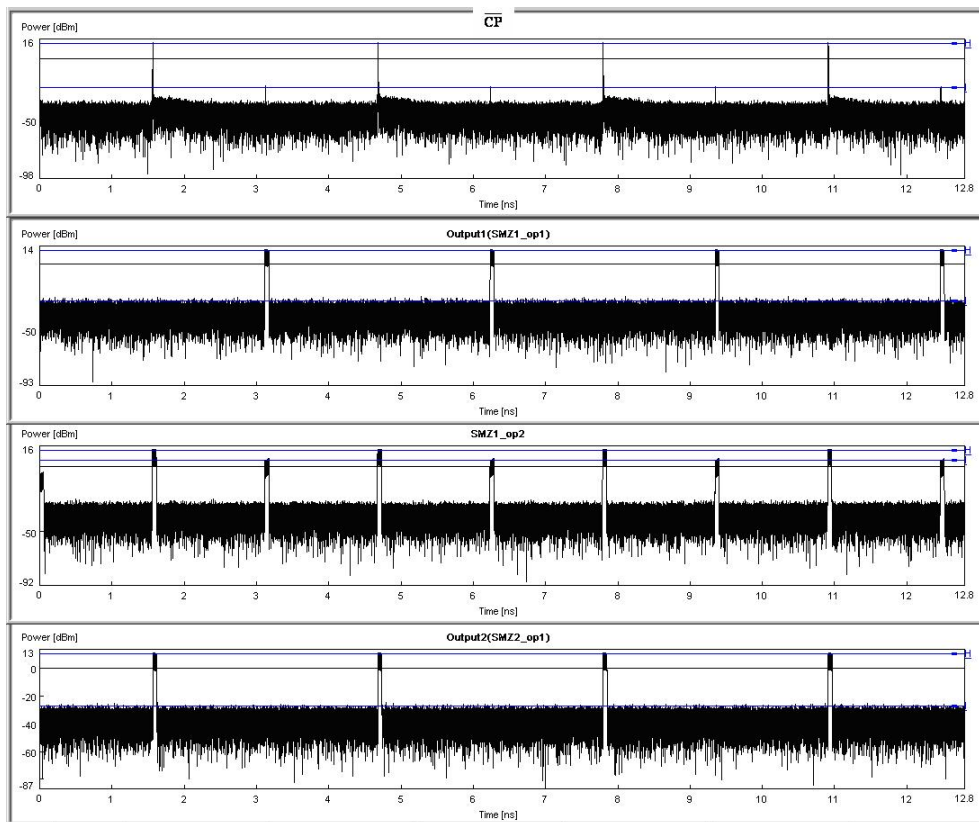 C̅P̅
Power [dBm]
16
H
-50
-98
0 1 2 3 4 5 6 7 8 9 10 11 12 12.8
Time [ns]
Power [dBm]
Output1(SMZ1_op1)
14
H
-50
-93
0 1 2 3 4 5 6 7 8 9 10 11 12 12.8
Time [ns]
Power [dBm]
SMZ1_op2
16
H
-50
-92
0 1 2 3 4 5 6 7 8 9 10 11 12 12.8
Time [ns]
Power [dBm]
Output2(SMZ2_op1)
13
H
0
-20
-40
-60
-87
0 1 2 3 4 5 6 7 8 9 10 11 12 12.8
Time [ns]